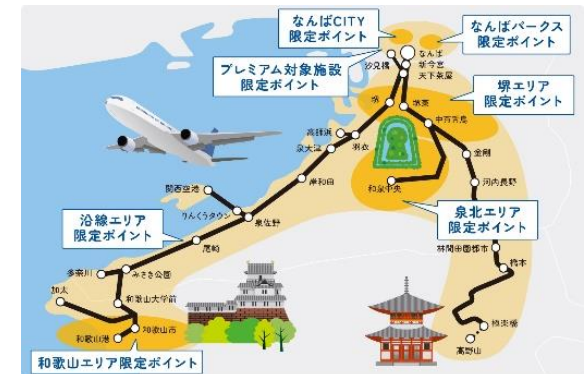 なんばCITY
限定ポイント
なんばパークス
限定ポイント
プレミアム対象施設
限定ポイント
汐見橋
なんば
新今宮
天下茶屋
堺エリア
限定ポイント
堺
堺東
中百舌鳥
高師浜
羽衣
泉大津
金剛
岸和田
和泉中央
河内長野
関西空港
りんくうタウン
泉佐野
泉北エリア
限定ポイント
沿線エリア
限定ポイント
尾崎
林間田園都市
橋本
多奈川
みさき公園
加太
和歌山大学前
和歌山市
和歌山港
極楽橋
高野山
和歌山エリア限定ポイント